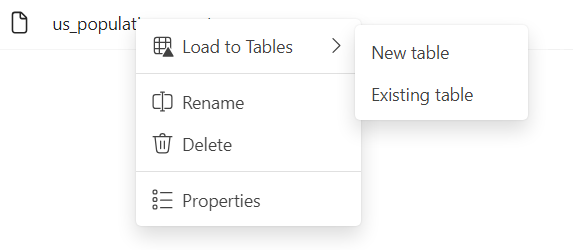 us_populati
Load to Tables
New table
Existing table
Rename
Delete
Properties